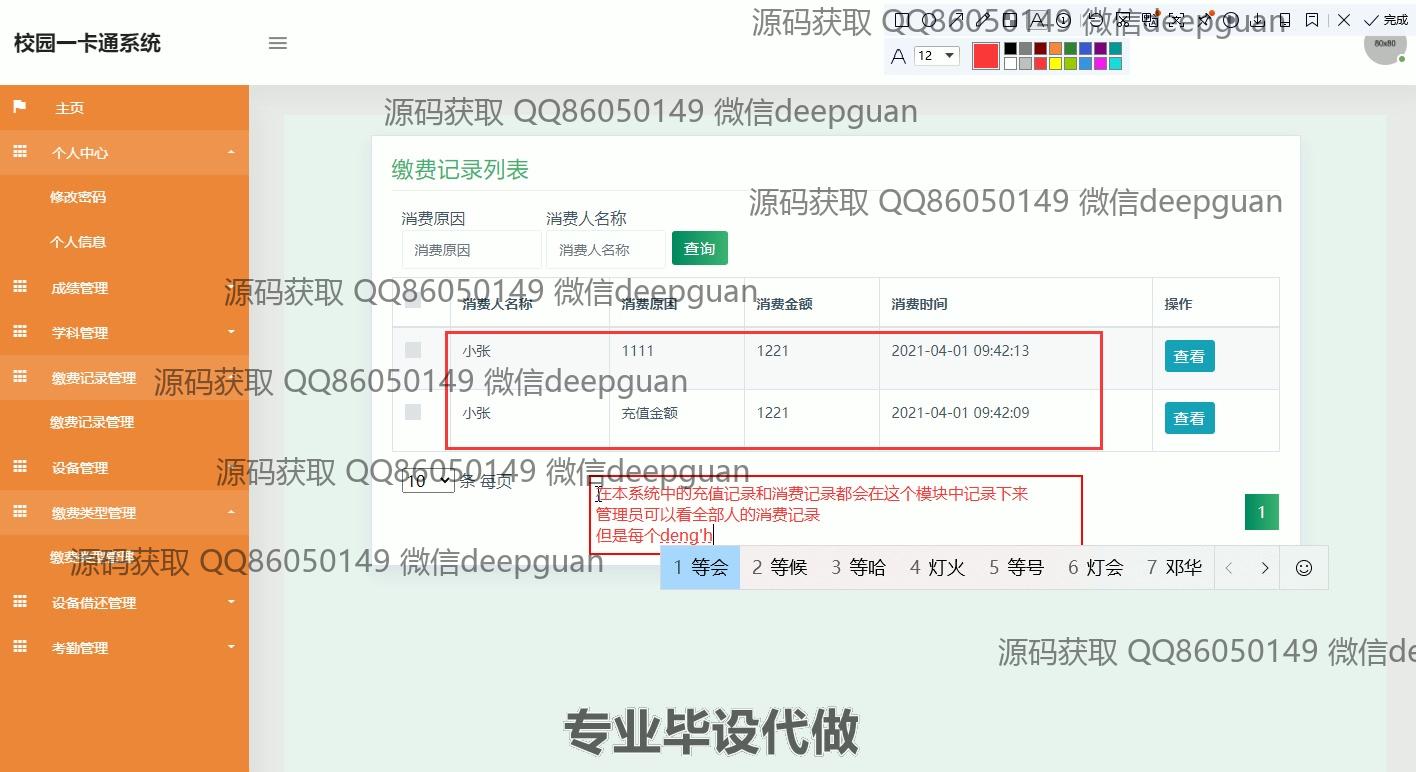 源码获取 QQ86050149 微信deepguan
校园一卡通系统
完成
12
80x80
主页
个人中心
修改密码
个人信息
成绩管理
学科管理
缴费记录管理
缴费记录管理
设备管理
缴费类型管理
缴费类型管理
设备借还管理
考勤管理
源码获取 QQ86050149 微信deepguan
缴费记录列表
源码获取 QQ86050149 微信deepguan
消费原因 消费人名称
消费原因 消费人名称 查询
源码获取 QQ86050149 微信deepguan
消费人名称 消费原因 消费金额 消费时间 操作
小张 1111 1221 2021-04-01 09:42:13 查看
源码获取 QQ86050149 微信deepguan
小张 充值金额 1221 2021-04-01 09:42:09 查看
源码获取 QQ86050149 微信deepguan
10 条 每页
在本系统中的充值记录和消费记录都会在这个模块中记录下来
管理员可以看全部人的消费记录
但是每个deng'h
1
源码获取 QQ86050149 微信deepguan
1 等会 2 等候 3 等哈 4 灯火 5 等号 6 灯会 7 邓华
源码获取 QQ86050149 微信de
专业毕设代做